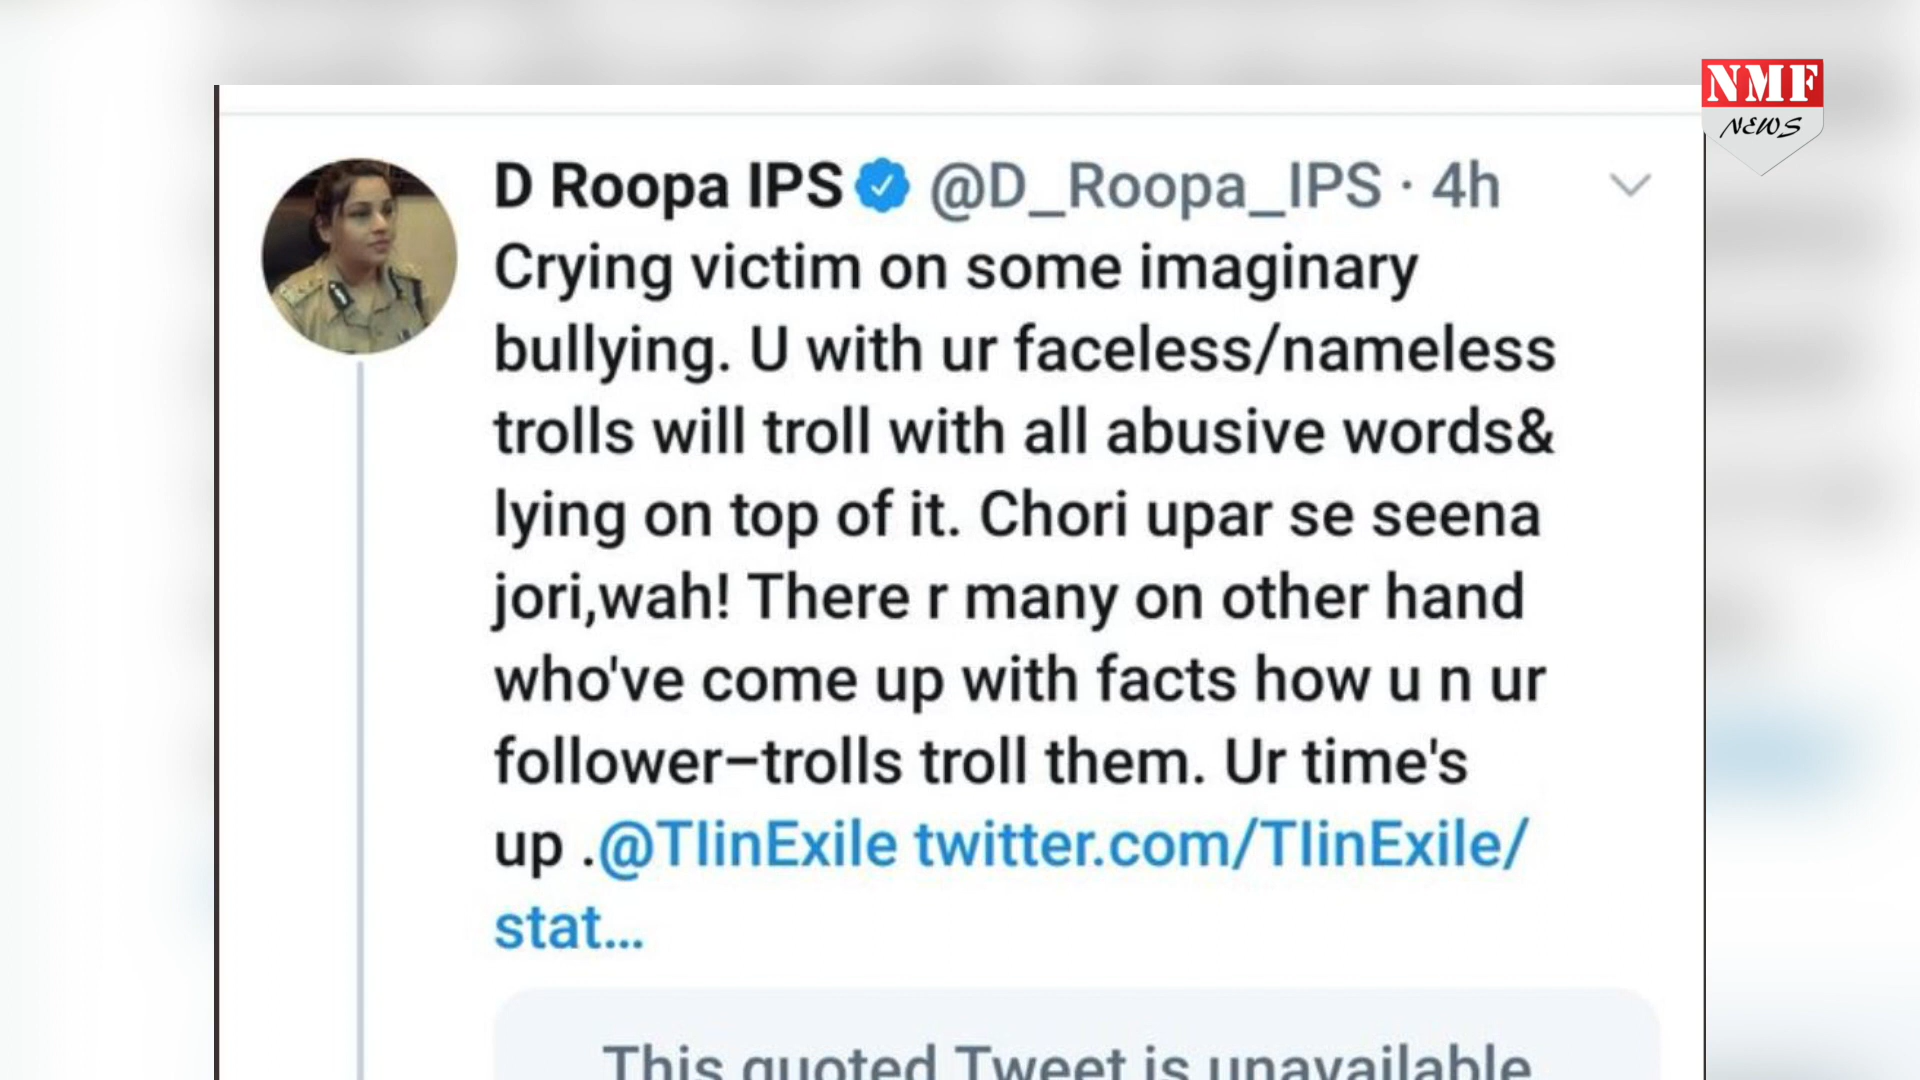 NMF
NEWS
D Roopa IPS @D_Roopa_IPS · 4h
Crying victim on some imaginary
bullying. U with ur faceless/nameless
trolls will troll with all abusive words&
lying on top of it. Chori upar se seena
jori,wah! There r many on other hand
who've come up with facts how u n ur
follower–trolls troll them. Ur time's
up .@TIinExile twitter.com/TIinExile/
stat...
This quoted Tweet is unavailable